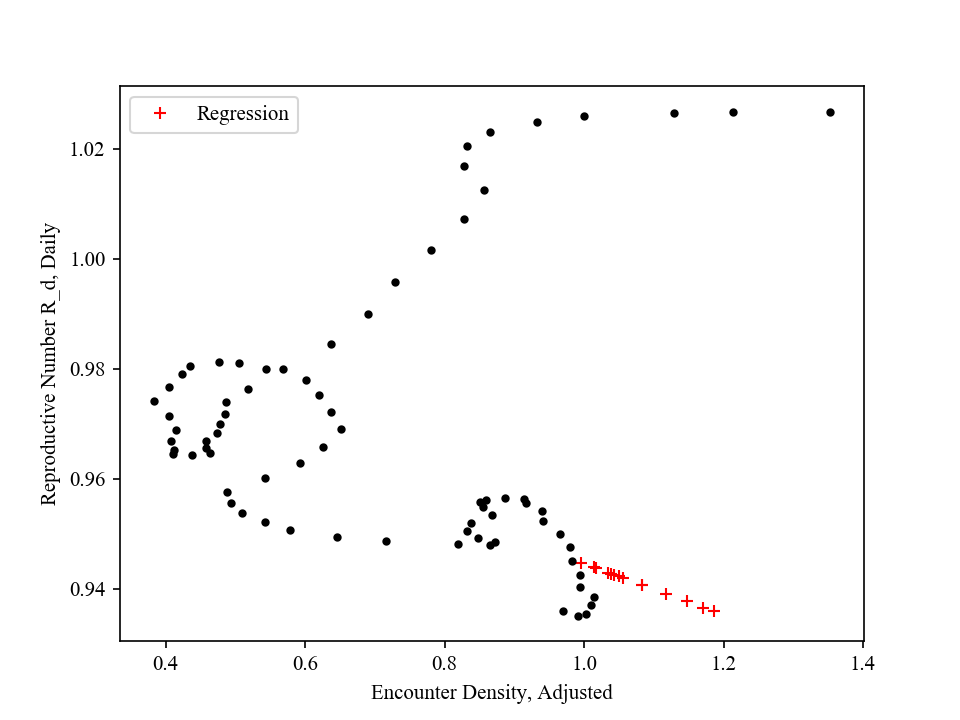 Regression
1.02
1.00
0.98
0.96
0.94
Reproductive Number R_d, Daily
0.4 0.6 0.8 1.0 1.2 1.4
Encounter Density, Adjusted